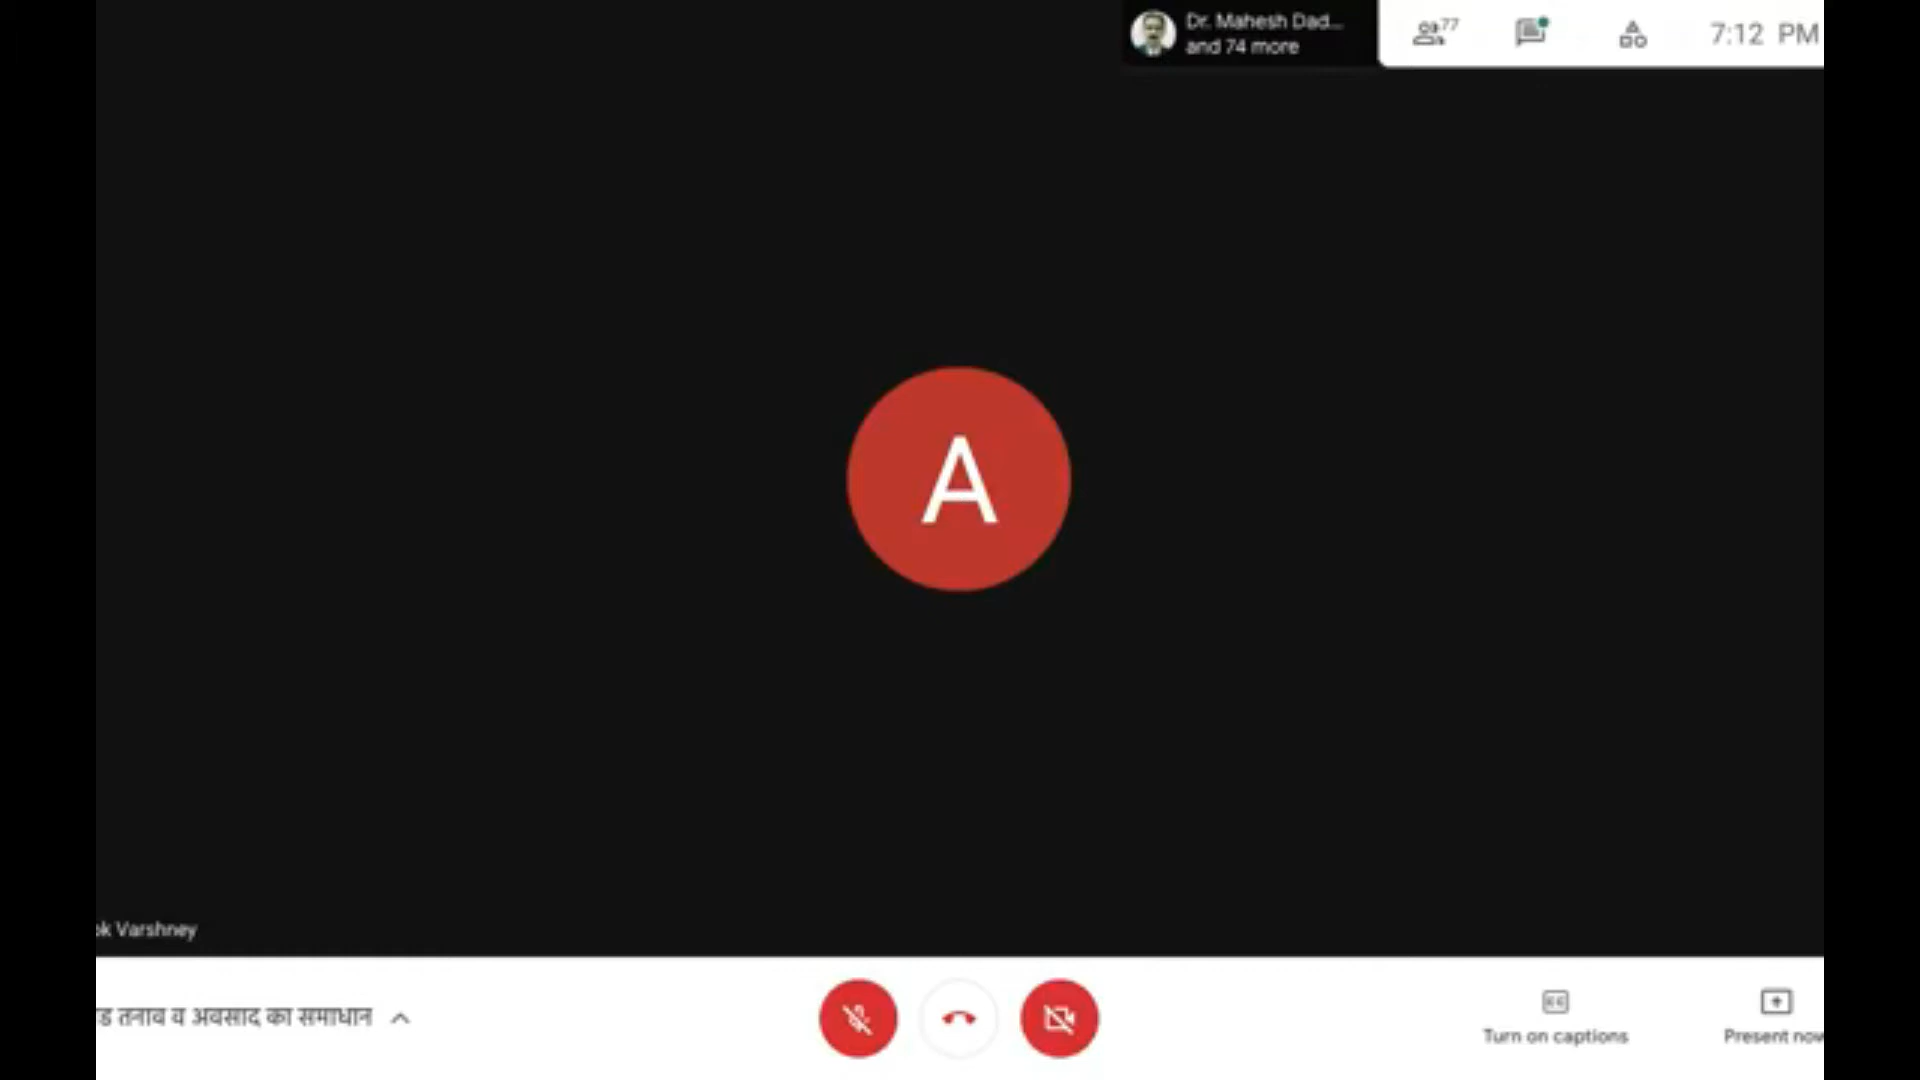 Dr. Mahesh Dad...
and 74 more
77
7:12 PM
A
ok Varshney
ड तनाव व अवसाद का समाधान
Turn on captions
Present now